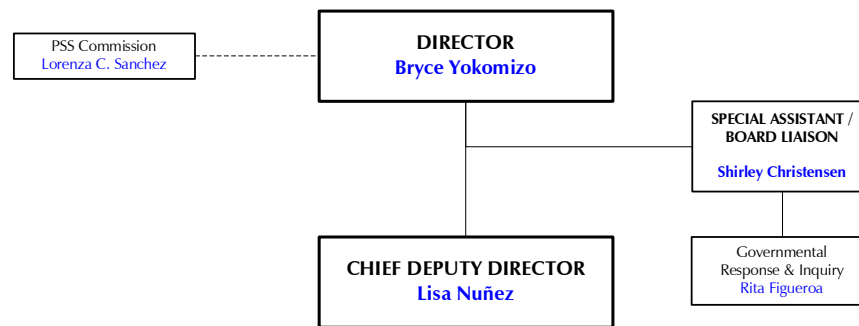 PSS Commission
Lorenza C. Sanchez
DIRECTOR
Bryce Yokomizo
SPECIAL ASSISTANT /
BOARD LIAISON
Shirley Christensen
CHIEF DEPUTY DIRECTOR
Lisa Nuñez
Governmental
Response & Inquiry
Rita Figueroa